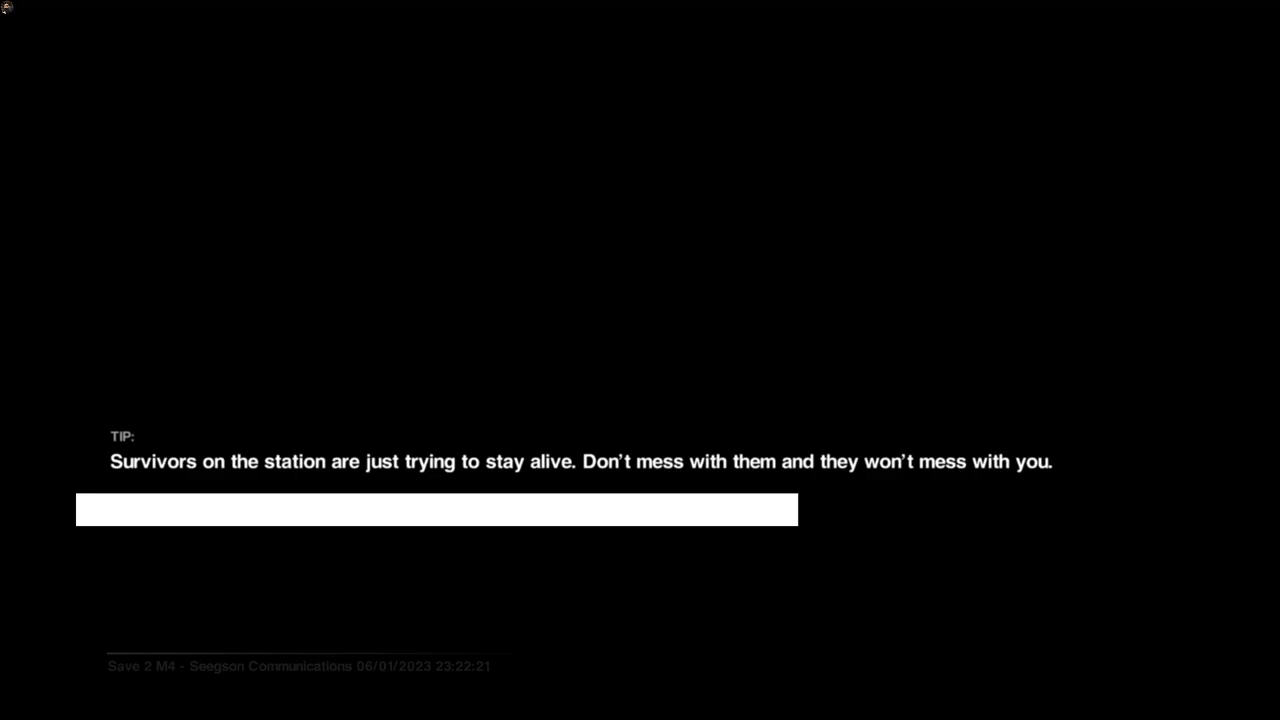 TIP:
Survivors on the station are just trying to stay alive. Don’t mess with them and they won’t mess with you.
Save 2 M4 - Seegson Communications 06/01/2023 23:22:21